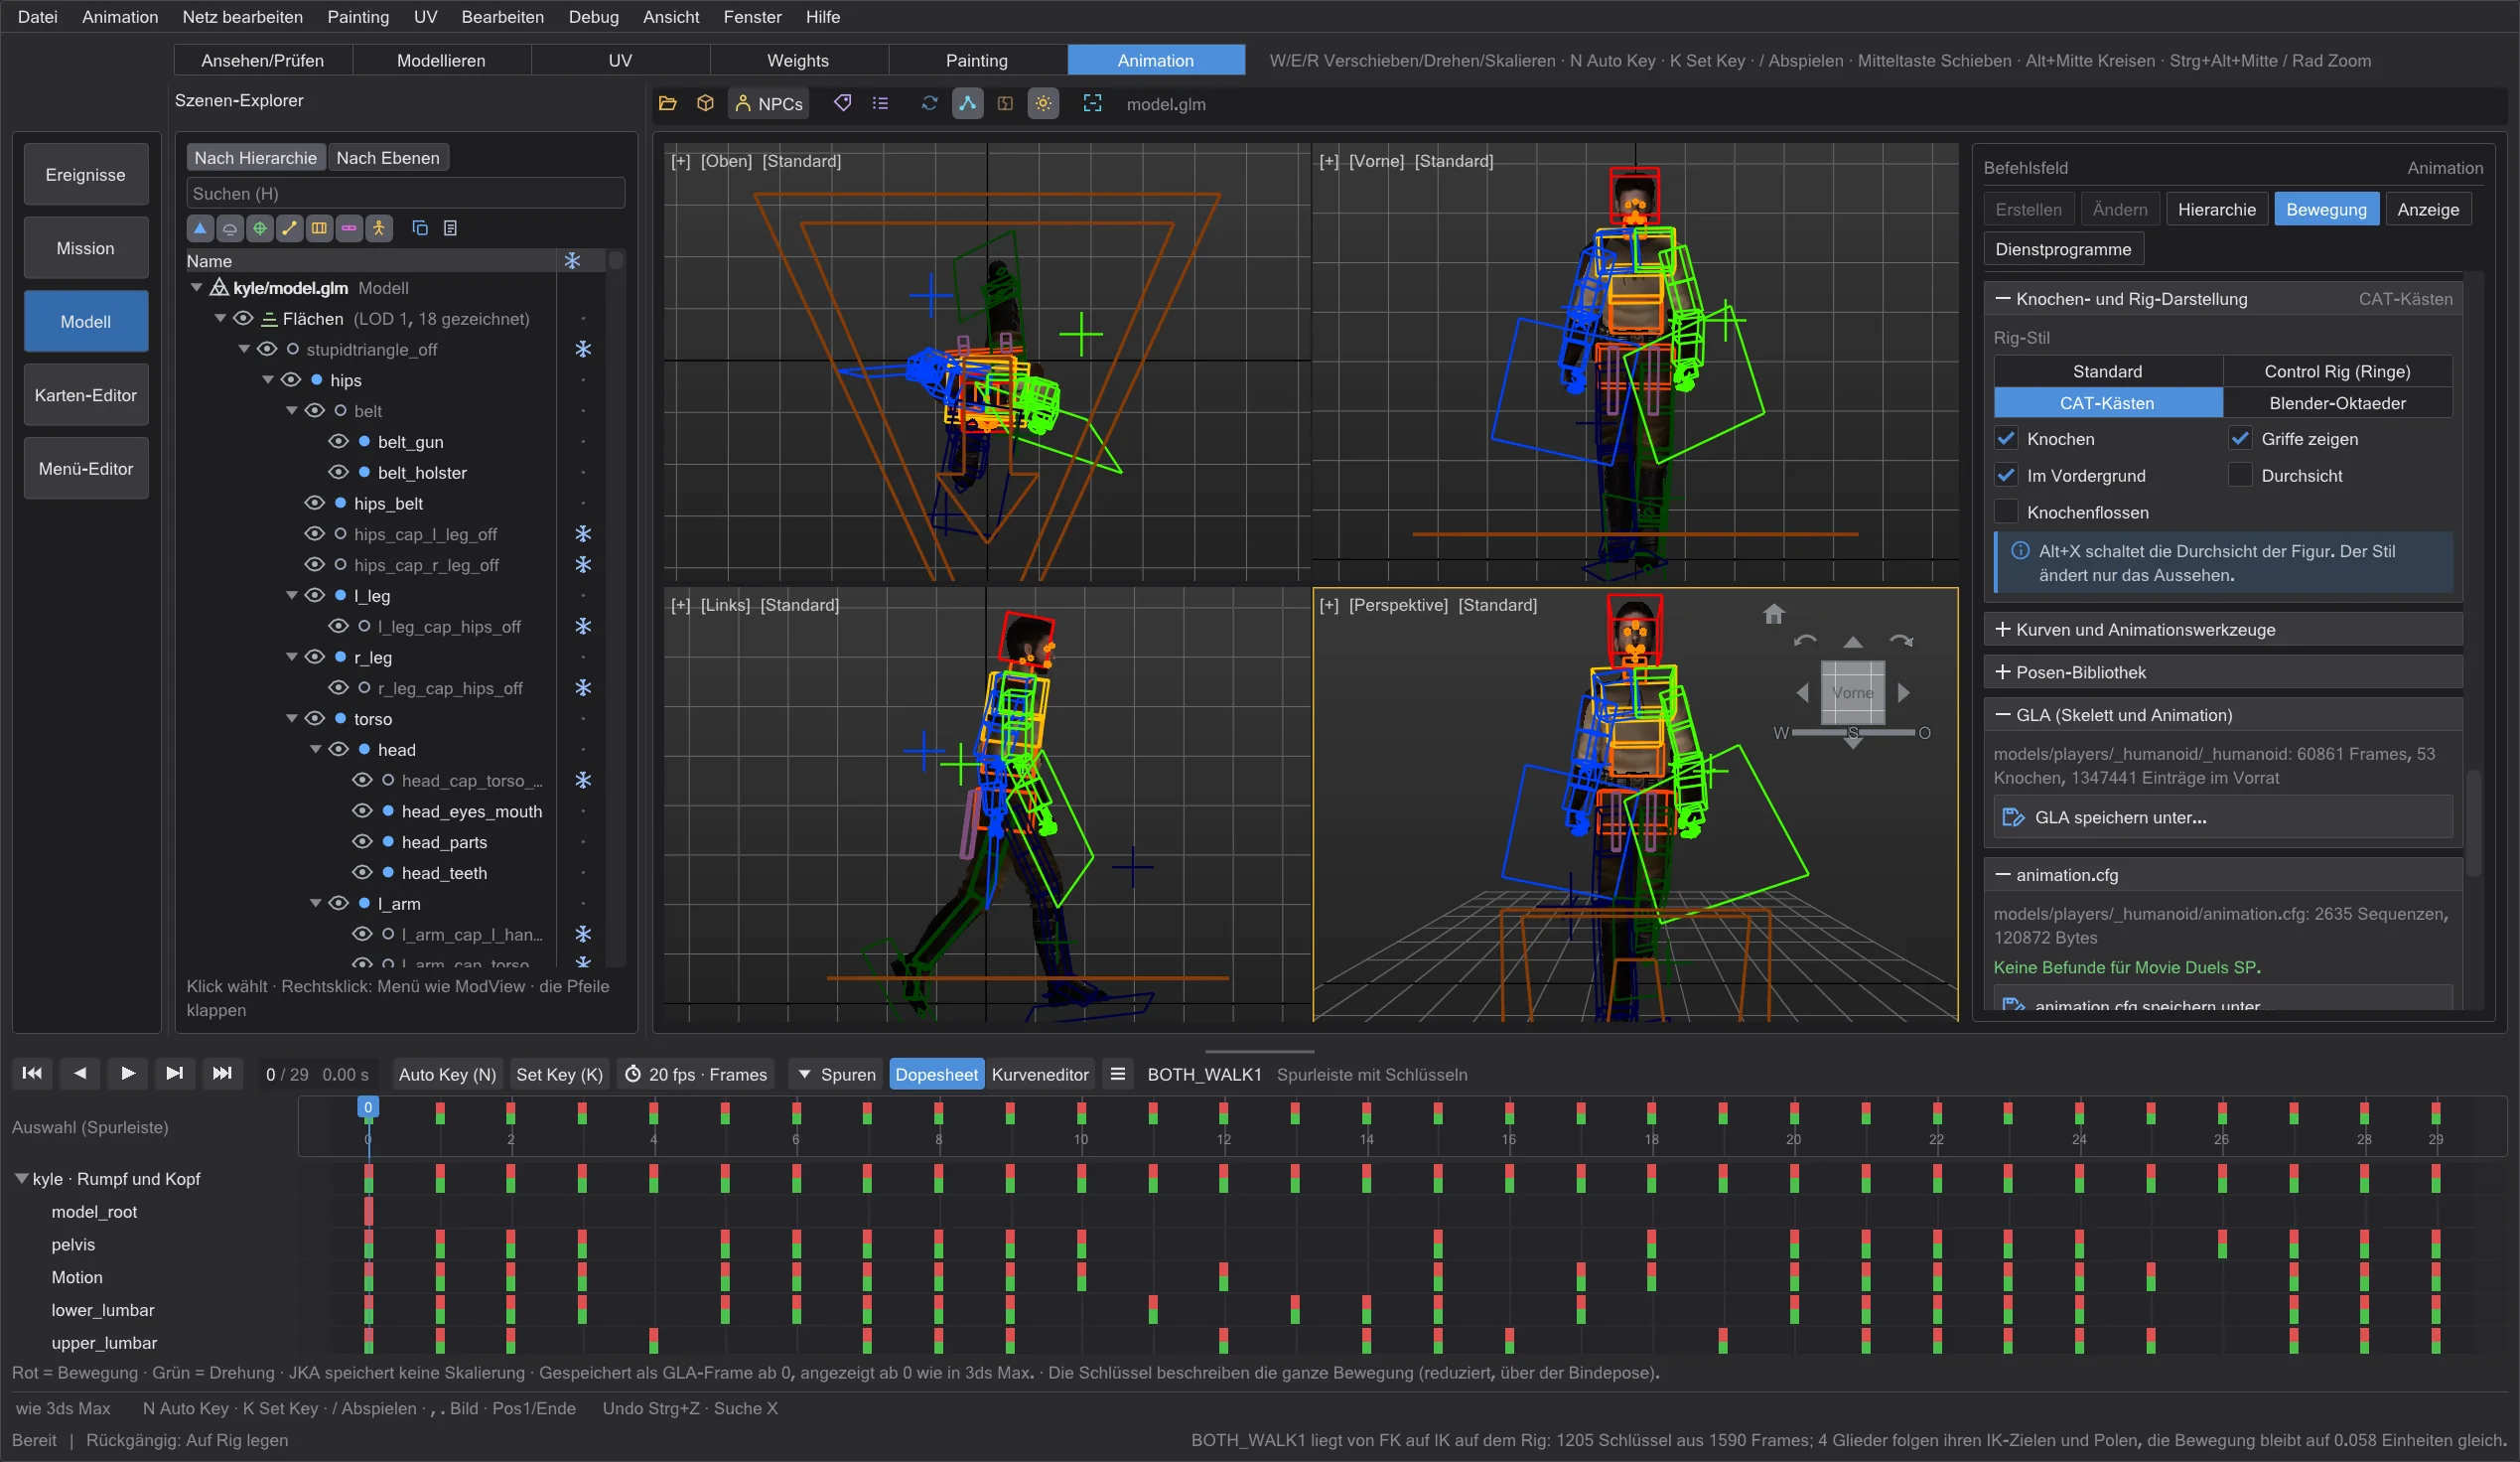 Datei Animation Netz bearbeiten Painting UV Bearbeiten Debug Ansicht Fenster Hilfe
Ansehen/Prüfen Modellieren UV Weights Painting Animation W/E/R Verschieben/Drehen/Skalieren · N Auto Key · K Set Key · / Abspielen · Mitteltaste Schieben · Alt+Mitte Kreisen · Strg+Alt+Mitte / Rad Zoom
Szenen-Explorer
NPCs model.glm
Ereignisse
Mission
Modell
Karten-Editor
Menü-Editor
Nach Hierarchie Nach Ebenen
Suchen (H)
Name
kyle/model.glm Modell
Flächen (LOD 1, 18 gezeichnet)
stupidtriangle_off
hips
belt
belt_gun
belt_holster
hips_belt
hips_cap_l_leg_off
hips_cap_r_leg_off
l_leg
l_leg_cap_hips_off
r_leg
r_leg_cap_hips_off
torso
head
head_cap_torso_...
head_eyes_mouth
head_parts
head_teeth
l_arm
l_arm_cap_l_han...
l_arm_cap_torso
Klick wählt · Rechtsklick: Menü wie ModView · die Pfeile
klappen
[+] [Oben] [Standard]
[+] [Vorne] [Standard]
[+] [Links] [Standard]
[+] [Perspektive] [Standard]
Vorne
W S O
Befehlsfeld Animation
Erstellen Ändern Hierarchie Bewegung Anzeige
Dienstprogramme
Knochen- und Rig-Darstellung CAT-Kästen
Rig-Stil
Standard Control Rig (Ringe)
CAT-Kästen Blender-Oktaeder
Knochen Griffe zeigen
Im Vordergrund Durchsicht
Knochenflossen
Alt+X schaltet die Durchsicht der Figur. Der Stil
ändert nur das Aussehen.
Kurven und Animationswerkzeuge
Posen-Bibliothek
GLA (Skelett und Animation)
models/players/_humanoid/_humanoid: 60861 Frames, 53
Knochen, 1347441 Einträge im Vorrat
GLA speichern unter...
animation.cfg
models/players/_humanoid/animation.cfg: 2635 Sequenzen,
120872 Bytes
Keine Befunde für Movie Duels SP.
animation.cfg speichern unter...
0 / 29 0.00 s Auto Key (N) Set Key (K) 20 fps · Frames Spuren Dopesheet Kurveneditor BOTH_WALK1 Spurleiste mit Schlüsseln
0
Auswahl (Spurleiste)
0 2 4 6 8 10 12 14 16 18 20 22 24 26 28 29
kyle · Rumpf und Kopf
model_root
pelvis
Motion
lower_lumbar
upper_lumbar
Rot = Bewegung · Grün = Drehung · JKA speichert keine Skalierung · Gespeichert als GLA-Frame ab 0, angezeigt ab 0 wie in 3ds Max. · Die Schlüssel beschreiben die ganze Bewegung (reduziert, über der Bindepose).
wie 3ds Max N Auto Key · K Set Key · / Abspielen · , . Bild · Pos1/Ende Undo Strg+Z · Suche X
Bereit | Rückgängig: Auf Rig legen
BOTH_WALK1 liegt von FK auf IK auf dem Rig: 1205 Schlüssel aus 1590 Frames; 4 Glieder folgen ihren IK-Zielen und Polen, die Bewegung bleibt auf 0.058 Einheiten gleich.